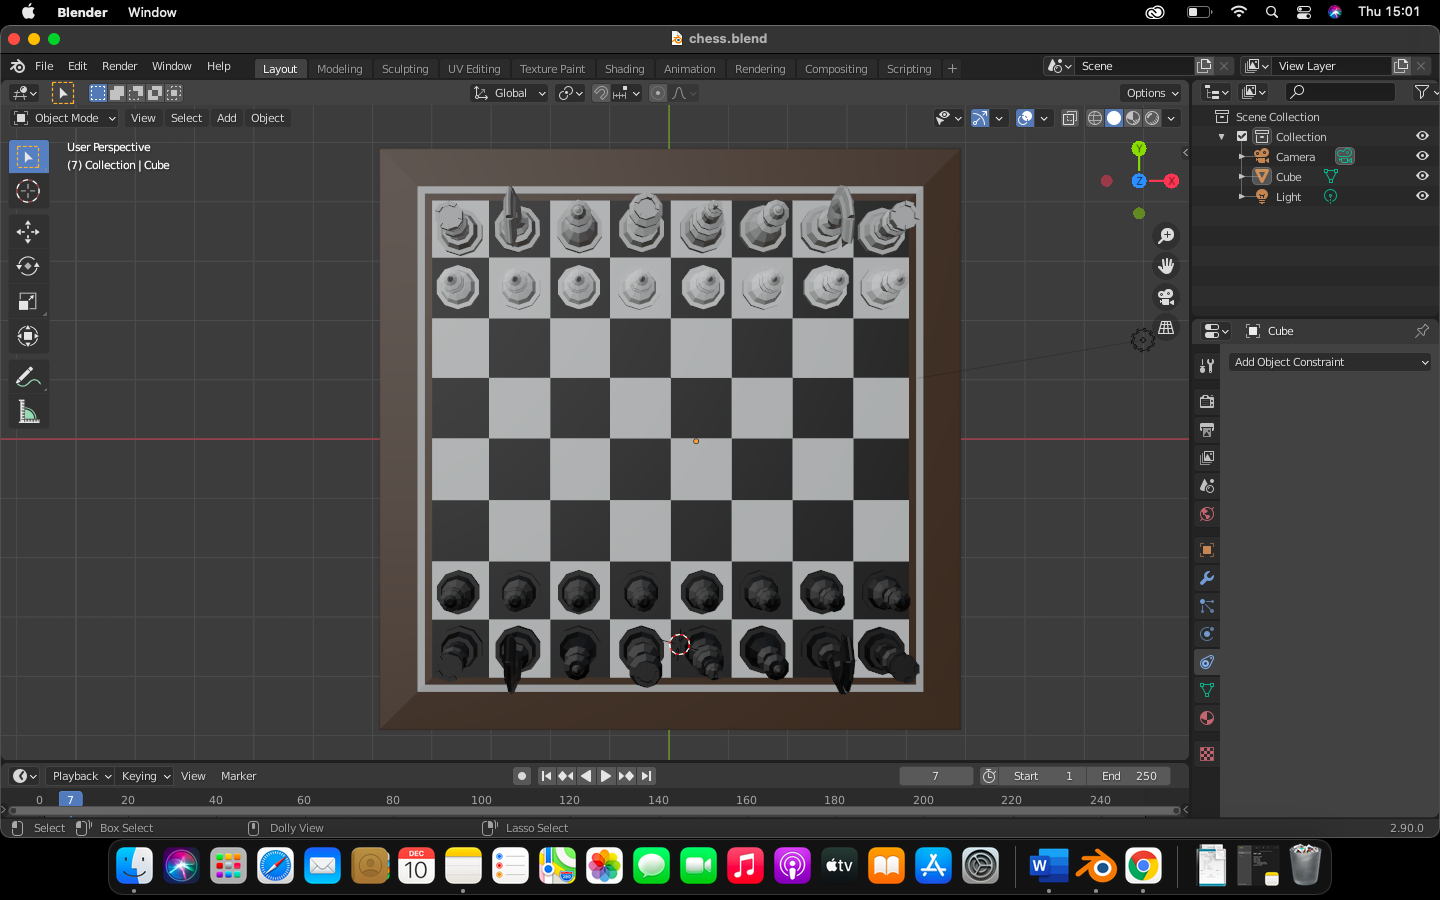 Blender Window Thu 15:01
chess.blend
File Edit Render Window Help Layout Modeling Sculpting UV Editing Texture Paint Shading Animation Rendering Compositing Scripting + Scene View Layer
Global Options
Object Mode View Select Add Object Scene Collection
User Perspective Y Collection
(7) Collection | Cube Camera
Z X Cube
Light
Cube
Add Object Constraint
Playback Keying View Marker 7 Start 1 End 250
0 7 20 40 60 80 100 120 140 160 180 200 220 240
Select Box Select Dolly View Lasso Select 2.90.0
DEC
10
tv
W